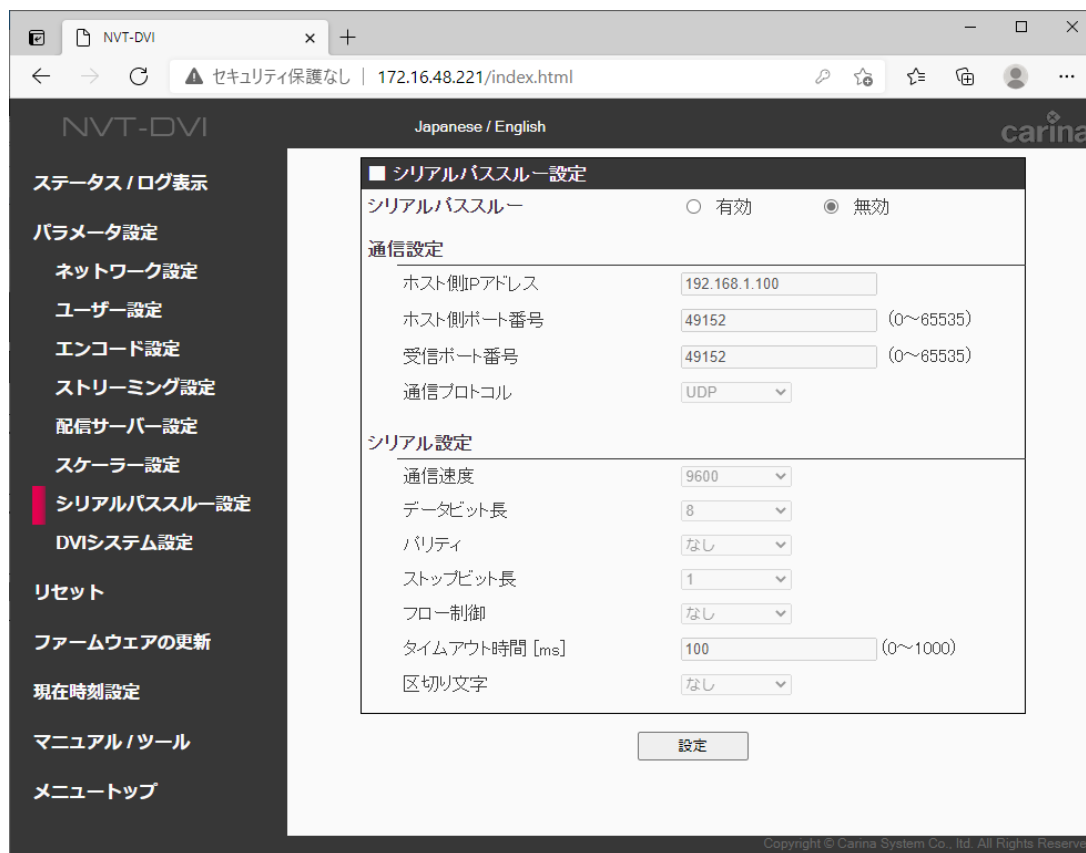 NVT-DVI
セキュリティ保護なし | 172.16.48.221/index.html
NVT-DVI
Japanese / English
carina
ステータス / ログ表示
パラメータ設定
ネットワーク設定
ユーザー設定
エンコード設定
ストリーミング設定
配信サーバー設定
スケーラー設定
シリアルパススルー設定
DVIシステム設定
リセット
ファームウェアの更新
現在時刻設定
マニュアル / ツール
メニュートップ
■ シリアルパススルー設定
シリアルパススルー 有効 無効
通信設定
ホスト側IPアドレス 192.168.1.100
ホスト側ポート番号 49152 (0～65535)
受信ポート番号 49152 (0～65535)
通信プロトコル UDP
シリアル設定
通信速度 9600
データビット長 8
パリティ なし
ストップビット長 1
フロー制御 なし
タイムアウト時間 [ms] 100 (0～1000)
区切り文字 なし
設定
Copyright © Carina System Co., ltd. All Rights Reserve